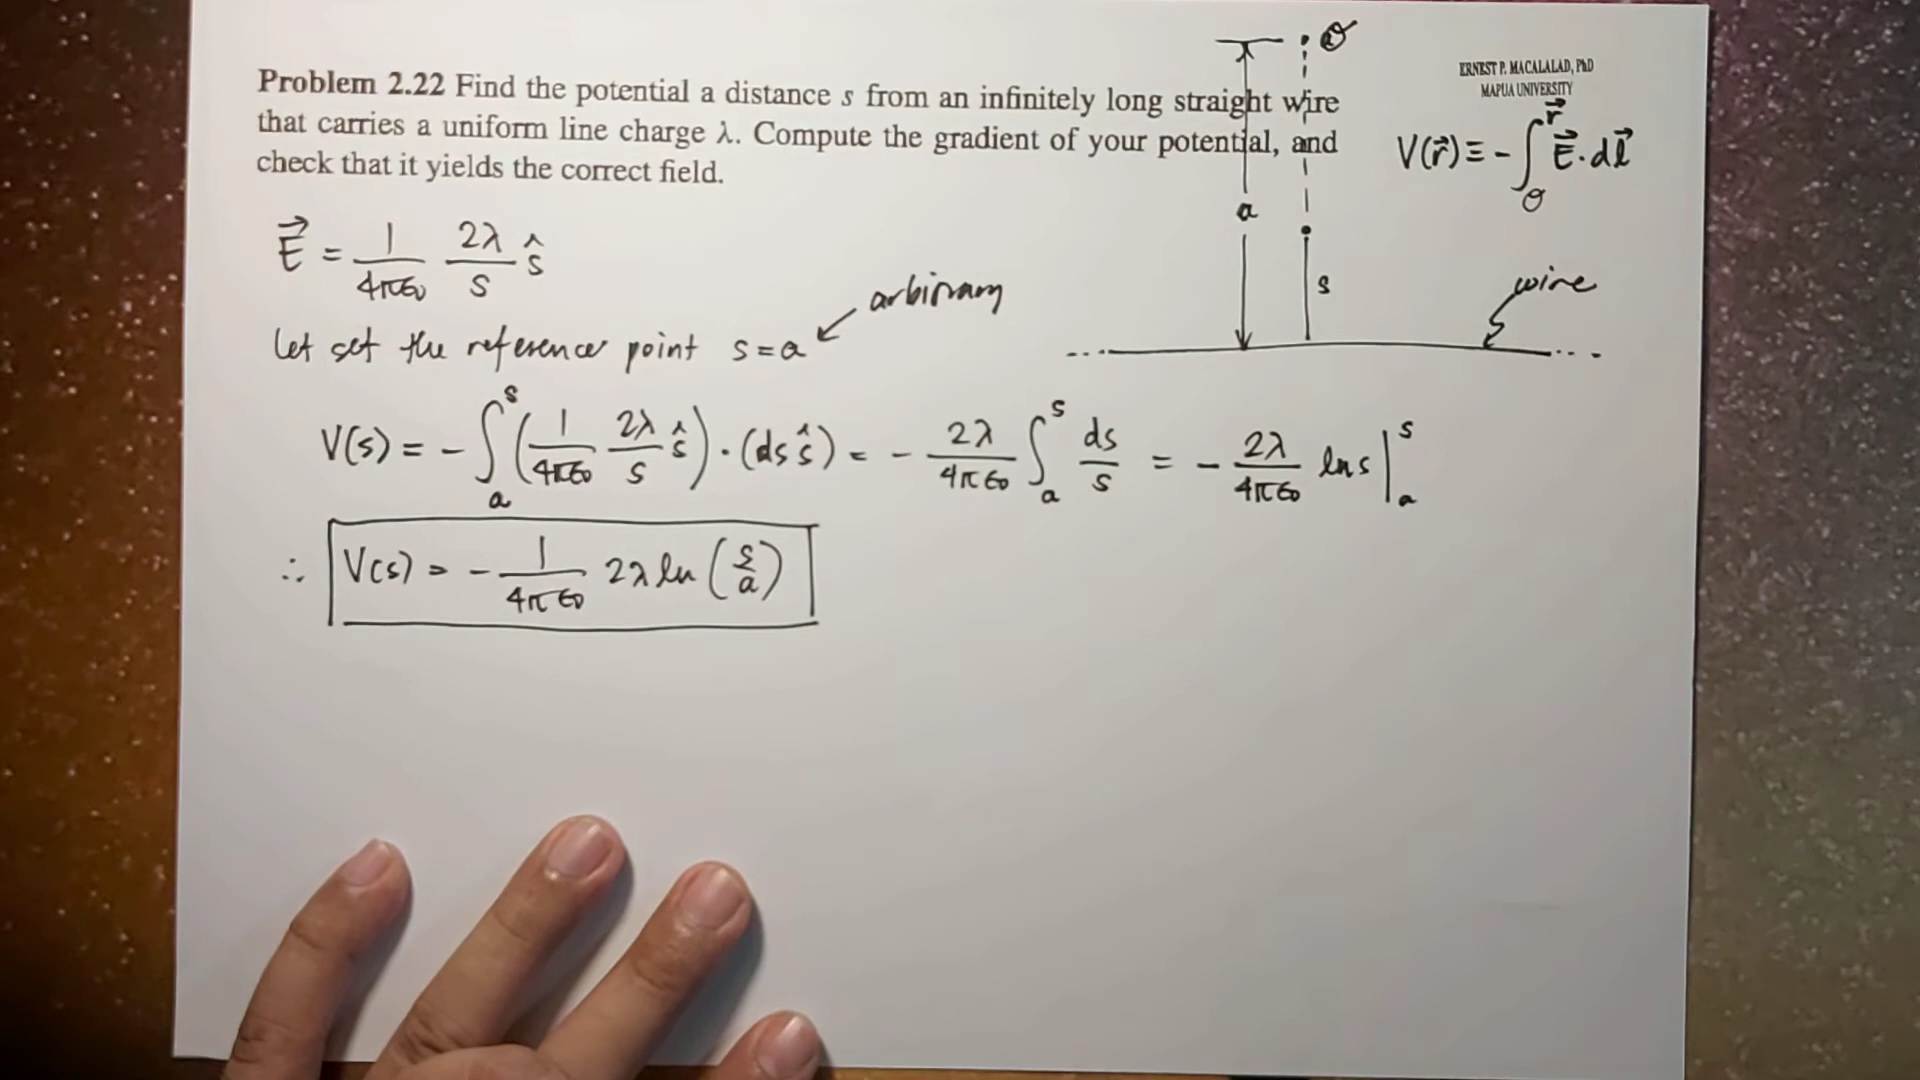 Problem 2.22 Find the potential a distance s from an infinitely long straight wire
that carries a uniform line charge λ. Compute the gradient of your potential, and
check that it yields the correct field.
ERNEST P. MACALALAD, PhD
MAPUA UNIVERSITY
V(r⃗) ≡ - ∫_𝒪^r⃗ E⃗ · dl⃗
𝒪
a
s
wire
E⃗ = 1/4πε₀ 2λ/s ŝ
arbitrary
Let set the reference point s = a
V(s) = - ∫_a^s (1/4πε₀ 2λ/s ŝ) · (ds ŝ) = - 2λ/4πε₀ ∫_a^s ds/s = - 2λ/4πε₀ ln s |_a^s
∴ V(s) = - 1/4πε₀ 2λ ln (s/a)